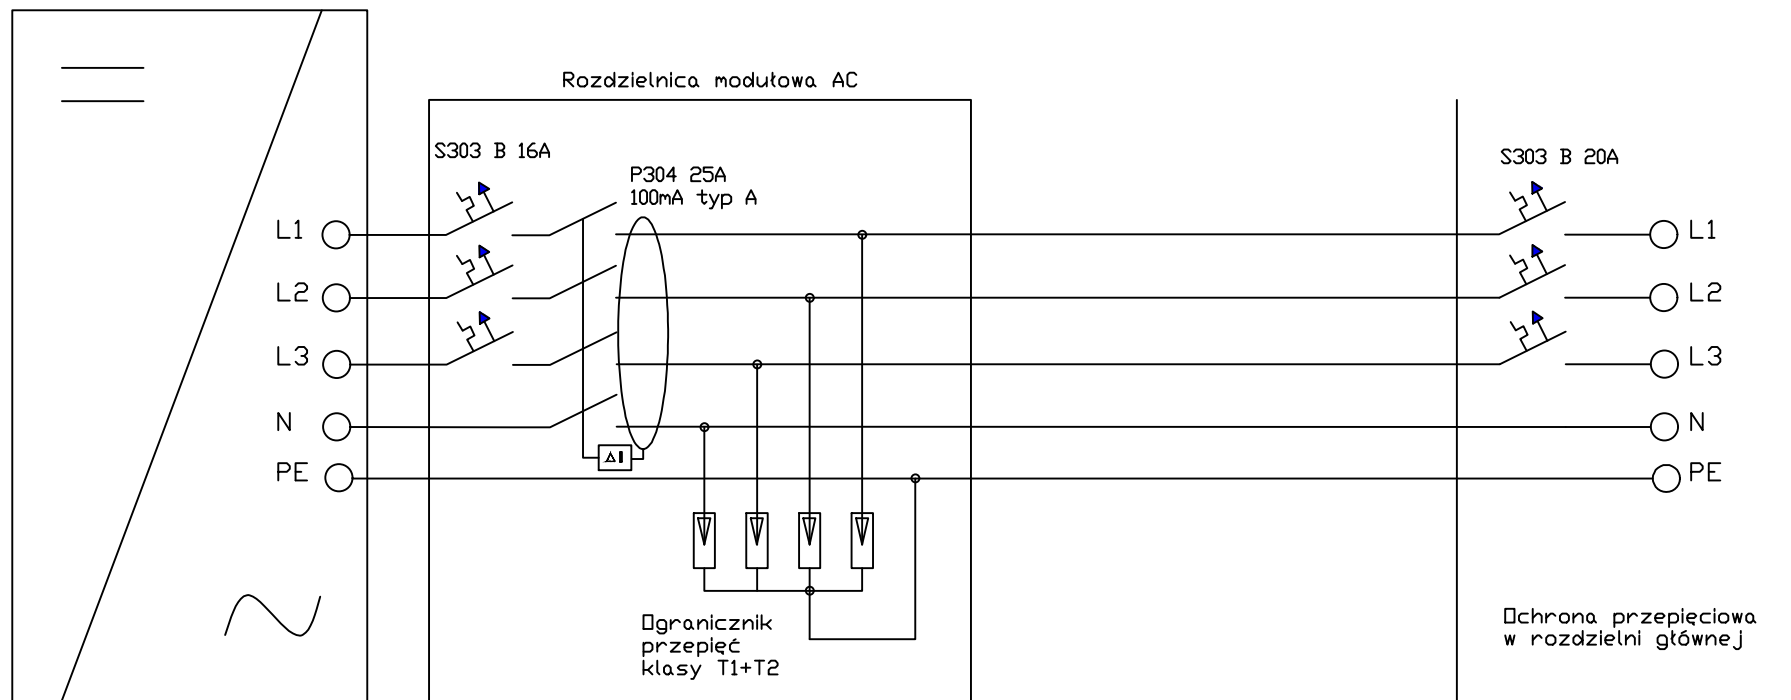 Rozdzielnica modułowa AC
S303 B 16A
P304 25A
100mA typ A
S303 B 20A
L1
L2
L3
N
PE
ΔI
L1
L2
L3
N
PE
Ogranicznik
przepięć
klasy T1+T2
Ochrona przepięciowa
w rozdzielni głównej